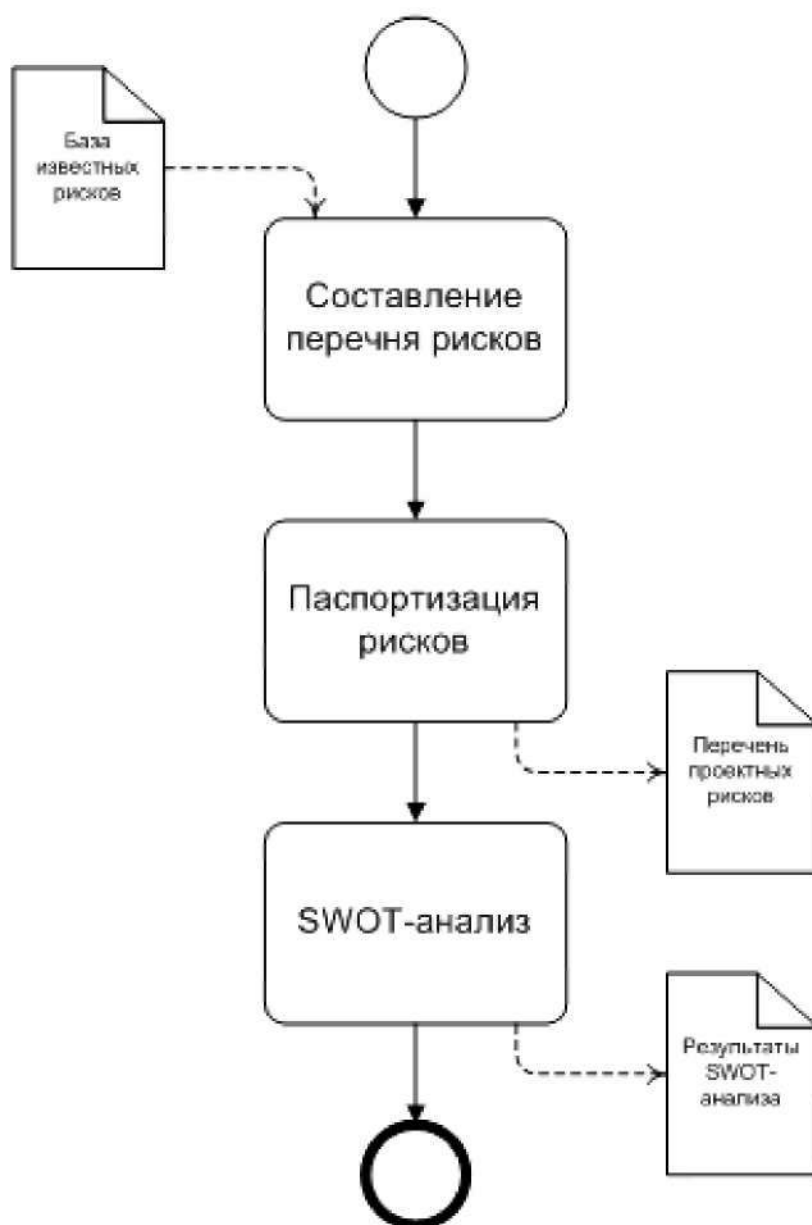 База
известных
рисков
Составление
перечня рисков
Паспортизация
рисков
Перечень
проектных
рисков
SWOT-анализ
Результаты
SWOT-
анализа